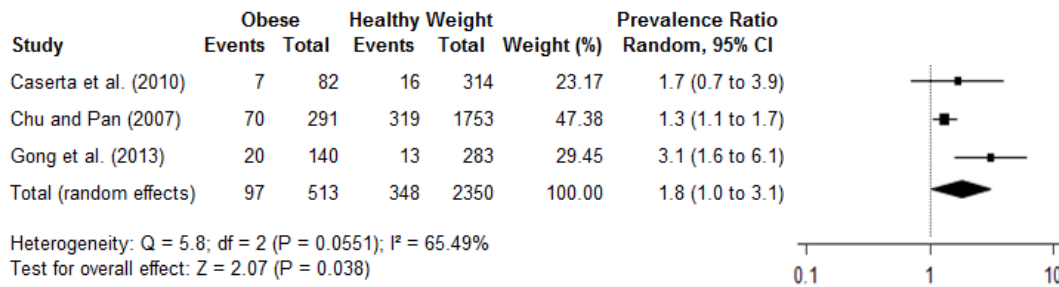 Obese Healthy Weight Prevalence Ratio
Study Events Total Events Total Weight (%) Random, 95% CI
Caserta et al. (2010) 7 82 16 314 23.17 1.7 (0.7 to 3.9)
Chu and Pan (2007) 70 291 319 1753 47.38 1.3 (1.1 to 1.7)
Gong et al. (2013) 20 140 13 283 29.45 3.1 (1.6 to 6.1)
Total (random effects) 97 513 348 2350 100.00 1.8 (1.0 to 3.1)
Heterogeneity: Q = 5.8; df = 2 (P = 0.0551); I² = 65.49%
Test for overall effect: Z = 2.07 (P = 0.038)
0.1 1 10